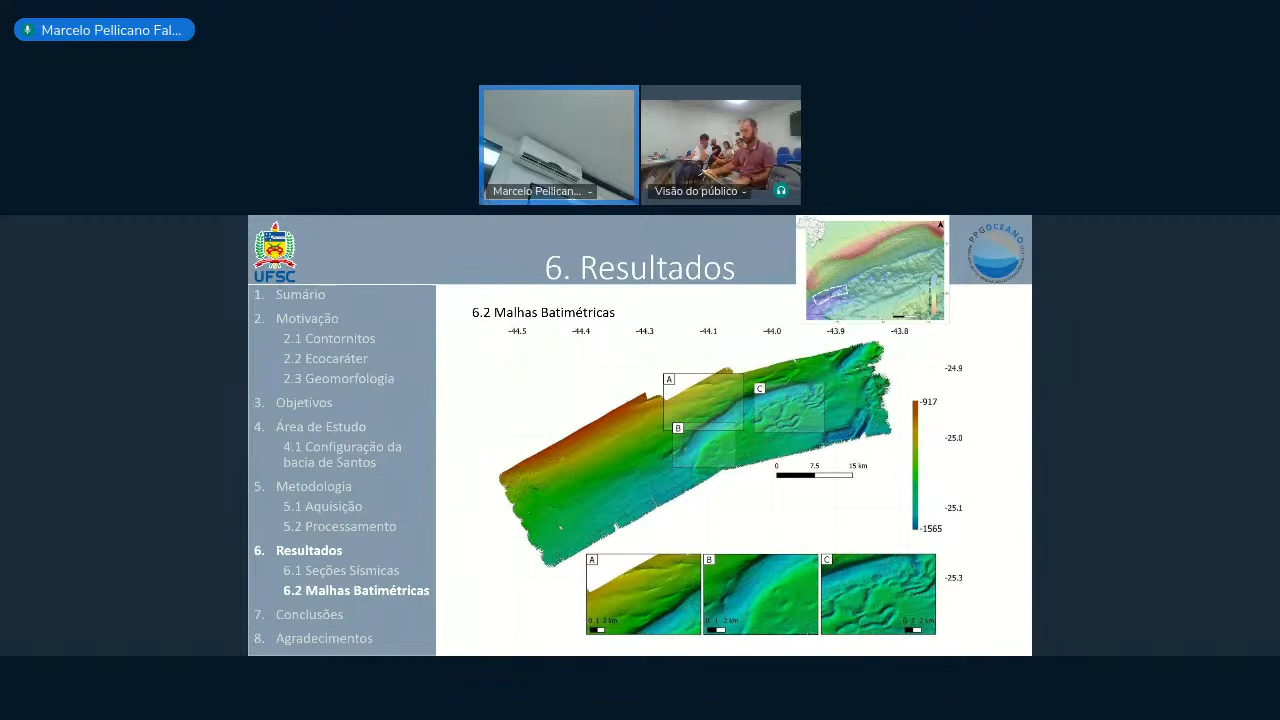 Marcelo Pellicano Fal...
Marcelo Pellican...
Visão do público
UFSC
6. Resultados
PPGOCEANO
1. Sumário
2. Motivação
2.1 Contornitos
2.2 Ecocaráter
2.3 Geomorfologia
3. Objetivos
4. Área de Estudo
4.1 Configuração da
bacia de Santos
5. Metodologia
5.1 Aquisição
5.2 Processamento
6. Resultados
6.1 Seções Sísmicas
6.2 Malhas Batimétricas
7. Conclusões
8. Agradecimentos
6.2 Malhas Batimétricas
-44.5 -44.4 -44.3 -44.1 -44.0 -43.9 -43.8
-24.9
-25.0
-25.1
-25.3
A
B
C
-917
-1565
0 7.5 15 km
A
B
C
0 1 2 km
0 1 2 km
0 1 2 km